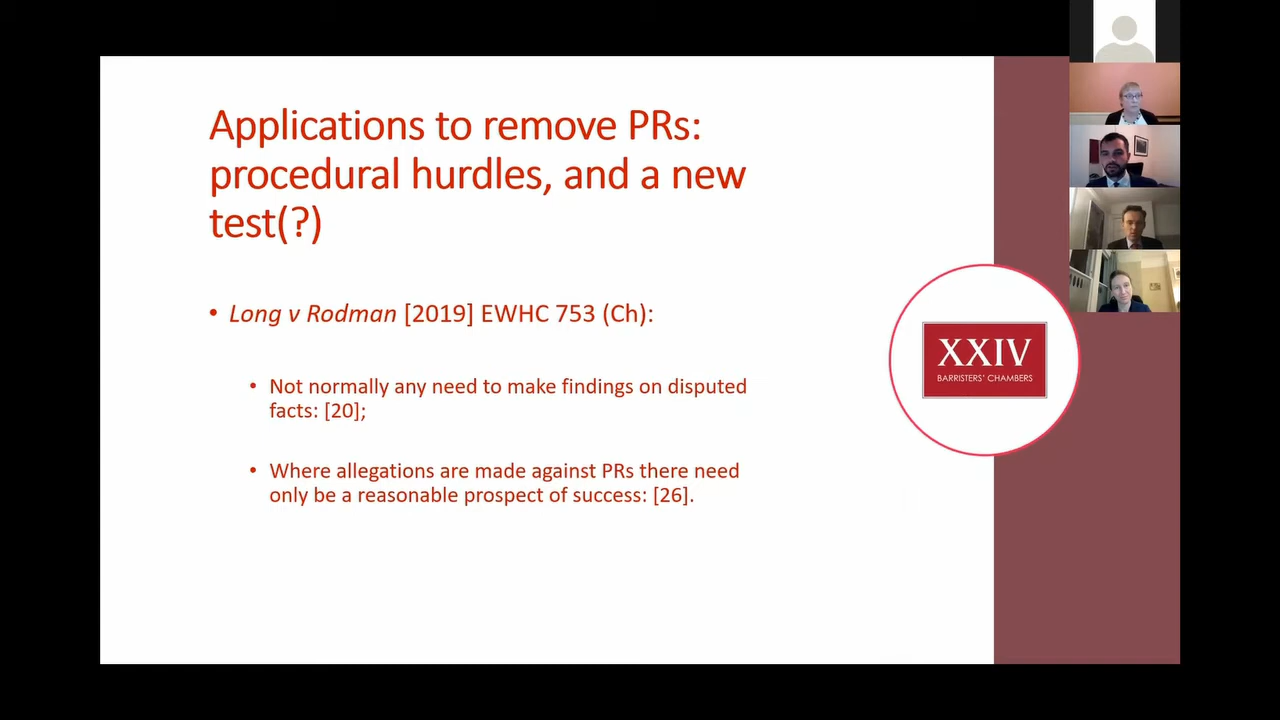 Applications to remove PRs:
procedural hurdles, and a new
test(?)
• Long v Rodman [2019] EWHC 753 (Ch):
• Not normally any need to make findings on disputed
facts: [20];
• Where allegations are made against PRs there need
only be a reasonable prospect of success: [26].
XXIV
BARRISTERS' CHAMBERS